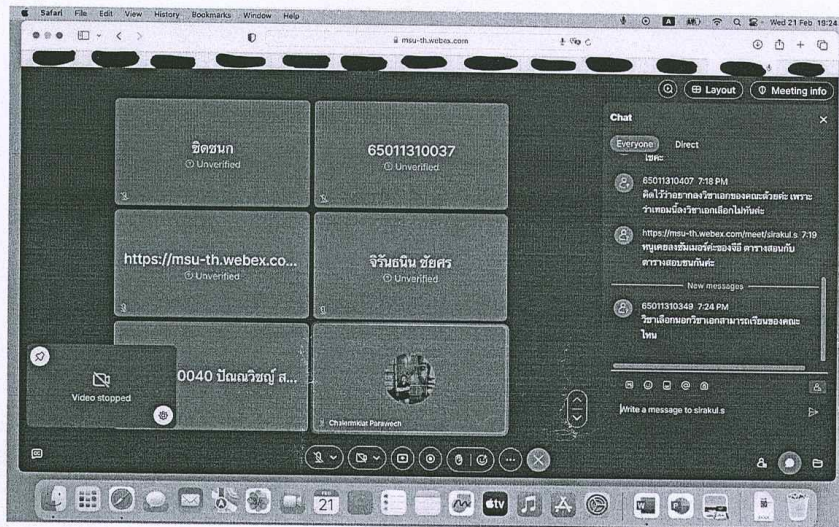 Safari File Edit View History Bookmarks Window Help
Wed 21 Feb 19:24
msu-th.webex.com
Layout
Meeting info
ชิดชนก
Unverified
65011310037
Unverified
https://msu-th.webex.co...
Unverified
จิรันธนิน ชัยศร
Unverified
0040 ปัณณวิชญ์ ส...
Video stopped
Chalermkiat Parawech
Chat
Everyone Direct
ไขคะ
65011310407 7:18 PM
คิดไว้ว่าอยากลงวิชาเอกของคณะด้วยค่ะ เพราะ
ว่าเทอมนี้ลงวิชาเอกเลือกไม่ทันค่ะ
https://msu-th.webex.com/meet/sirakul.s 7:19
หนูเคยลงซัมเมอร์ค่ะของจีอี ตารางสอนกับ
ตารางสอบชนกันค่ะ
New messages
65011310349 7:24 PM
วิชาเลือกนอกวิชาเอกสามารถเรียนของคณะ
ไหน
Write a message to sirakul.s
FEB
21
tv